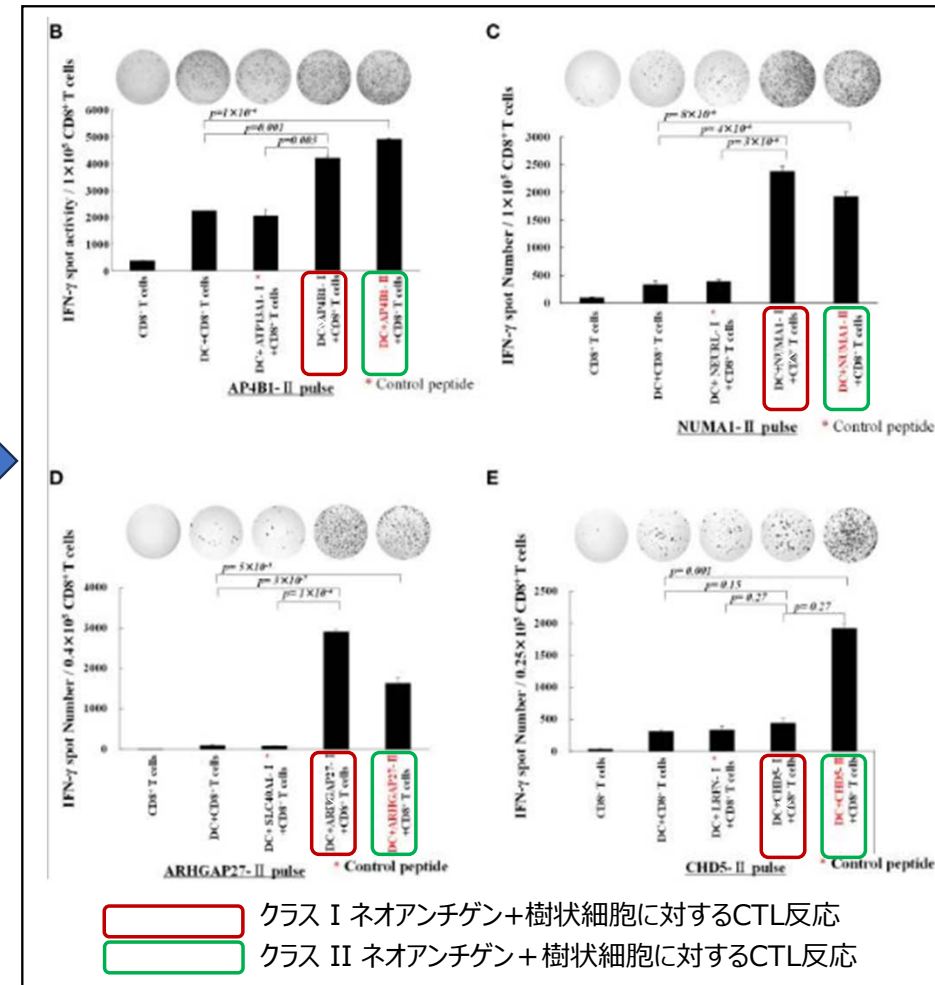 B
IFN-γ spot activity / 1×10⁵ CD8⁺ T cells
6000
5000
4000
3000
2000
1000
0
p=1×10⁻⁶
p=0.001
p=0.003
CD8⁺ T cells
DC+CD8⁺ T cells
DC+ ATP13A1- I *
+CD8⁺ T cells
DC+AP4B1- I
+CD8⁺ T cells
DC+AP4B1- II
+CD8⁺ T cells
AP4B1- II pulse
* Control peptide
C
IFN-γ spot Number / 1×10⁵ CD8⁺ T cells
3000
2500
2000
1500
1000
500
0
CD8⁺ T cells
DC+CD8⁺ T cells
DC+ NEURL- I *
+CD8⁺ T cells
DC+NUMA1- I
+CD8⁺ T cells
DC+NUMA1-II
+CD8⁺ T cells
NUMA1- II pulse
* Control peptide
D
IFN-γ spot Number / 0.4×10⁵ CD8⁺ T cells
4000
3000
2000
1000
0
CD8⁺ T cells
DC+CD8⁺ T cells
DC+ SLC40A1- I *
+CD8⁺ T cells
DC+ARHGAP27- I
+CD8⁺ T cells
DC+ARHGAP27- II
+CD8⁺ T cells
ARHGAP27- II pulse
* Control peptide
E
IFN-γ spot Number / 0.25×10⁵ CD8⁺ T cells
2500
2000
1500
1000
500
0
p= 0.001
p= 0.15
p= 0.27
p= 0.27
CD8⁺ T cells
DC+CD8⁺ T cells
DC+ LRFN- I *
+CD8⁺ T cells
DC+CHD5- I
+CD8⁺ T cells
DC+CHD5-II
+CD8⁺ T cells
CHD5- II pulse
* Control peptide
クラス I ネオアンチゲン＋樹状細胞に対するCTL反応
クラス II ネオアンチゲン＋樹状細胞に対するCTL反応